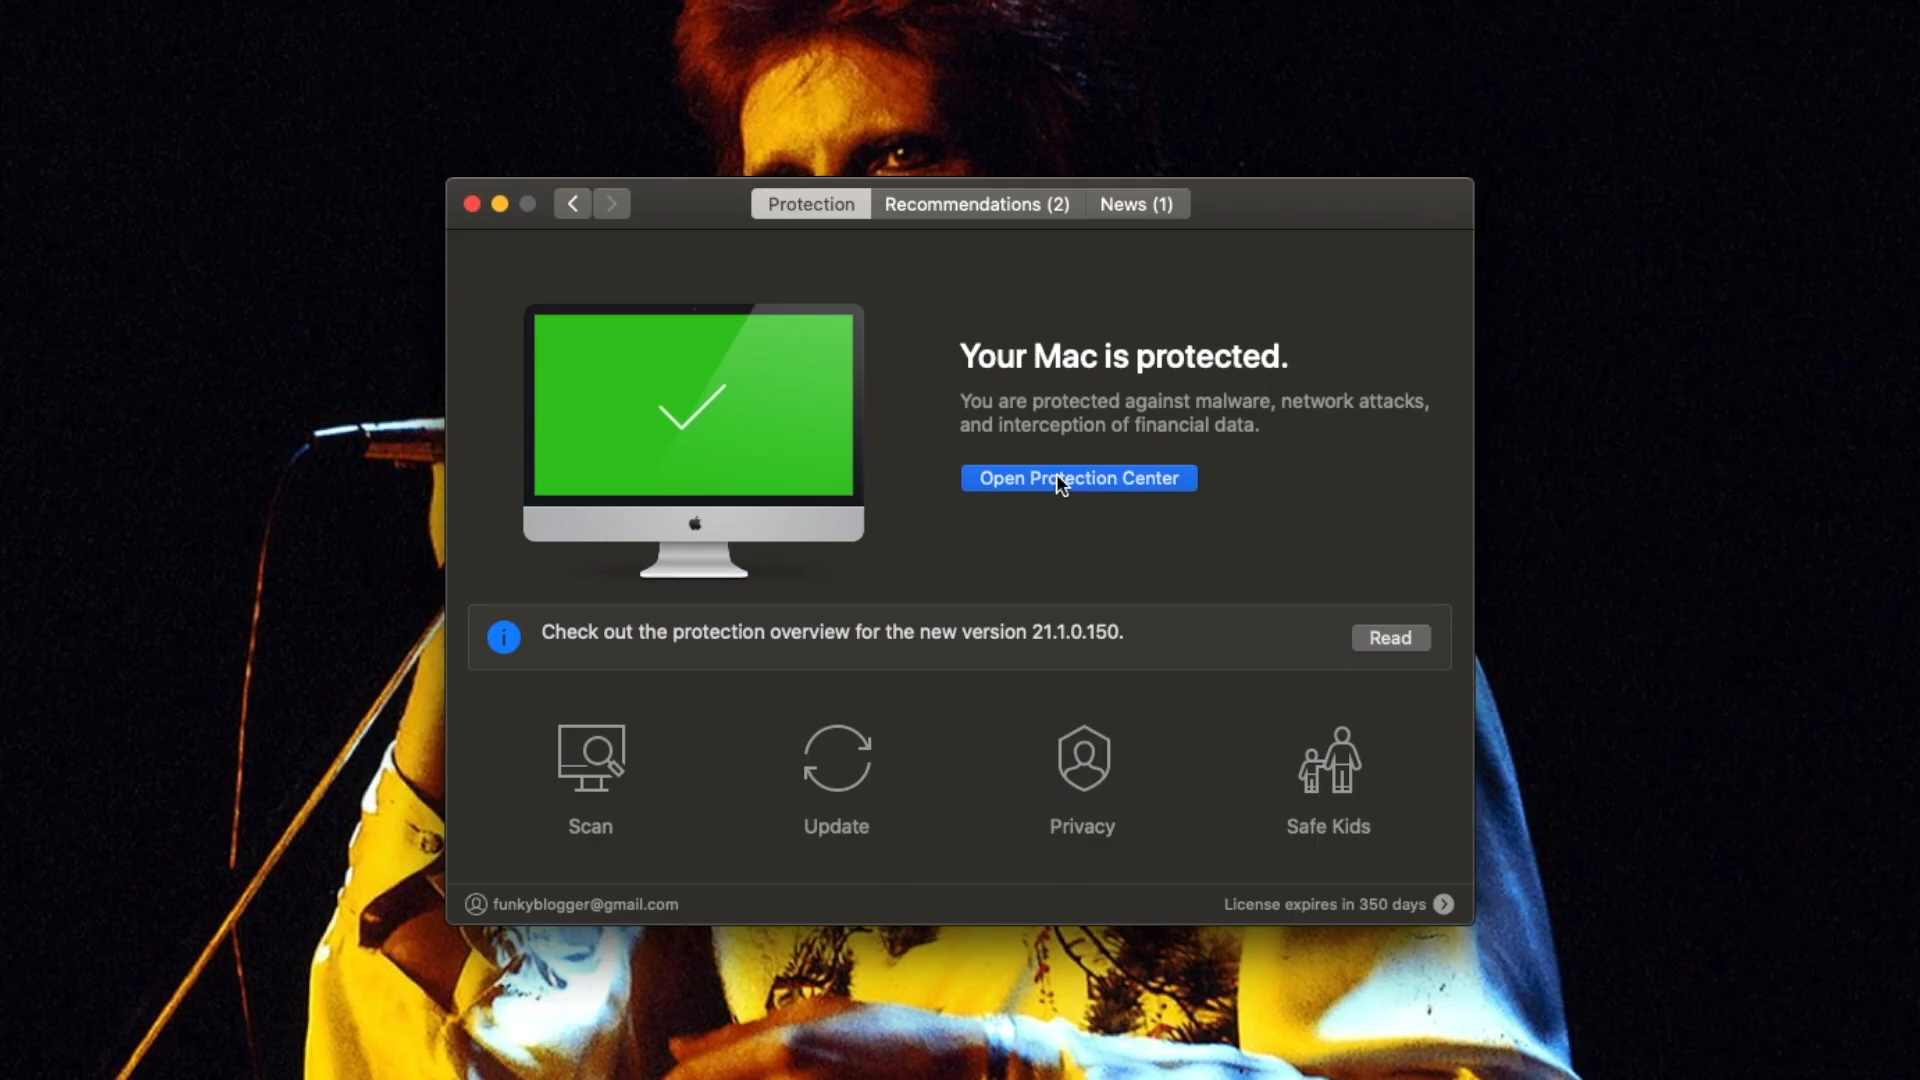 Protection
Recommendations (2)
News (1)
Your Mac is protected.
You are protected against malware, network attacks,
and interception of financial data.
Open Protection Center
Check out the protection overview for the new version 21.1.0.150.
Read
Scan
Update
Privacy
Safe Kids
funkyblogger@gmail.com
License expires in 350 days